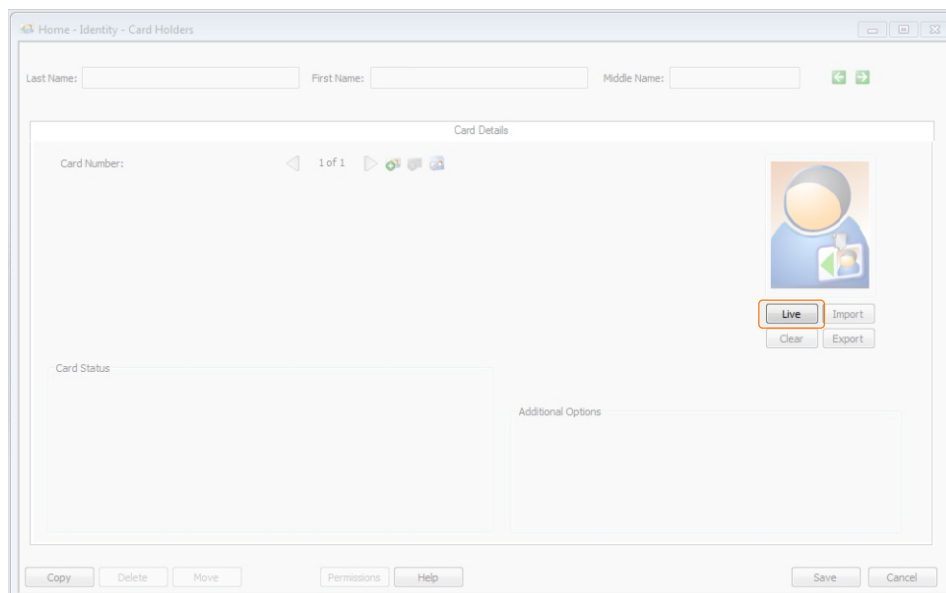 Home - Identity - Card Holders
Last Name: First Name: Middle Name:
Card Details
Card Number: 1 of 1
Live Import
Clear Export
Card Status
Additional Options
Copy Delete Move Permissions Help Save Cancel